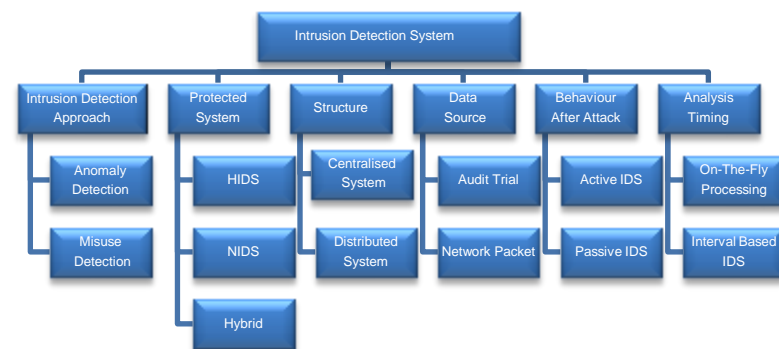 Intrusion Detection System
Intrusion Detection
Approach
Protected
System
Structure
Data
Source
Behaviour
After Attack
Analysis
Timing
Anomaly
Detection
HIDS
Centralised
System
Audit Trial
Active IDS
On-The-Fly
Processing
Misuse
Detection
NIDS
Distributed
System
Network Packet
Passive IDS
Interval Based
IDS
Hybrid